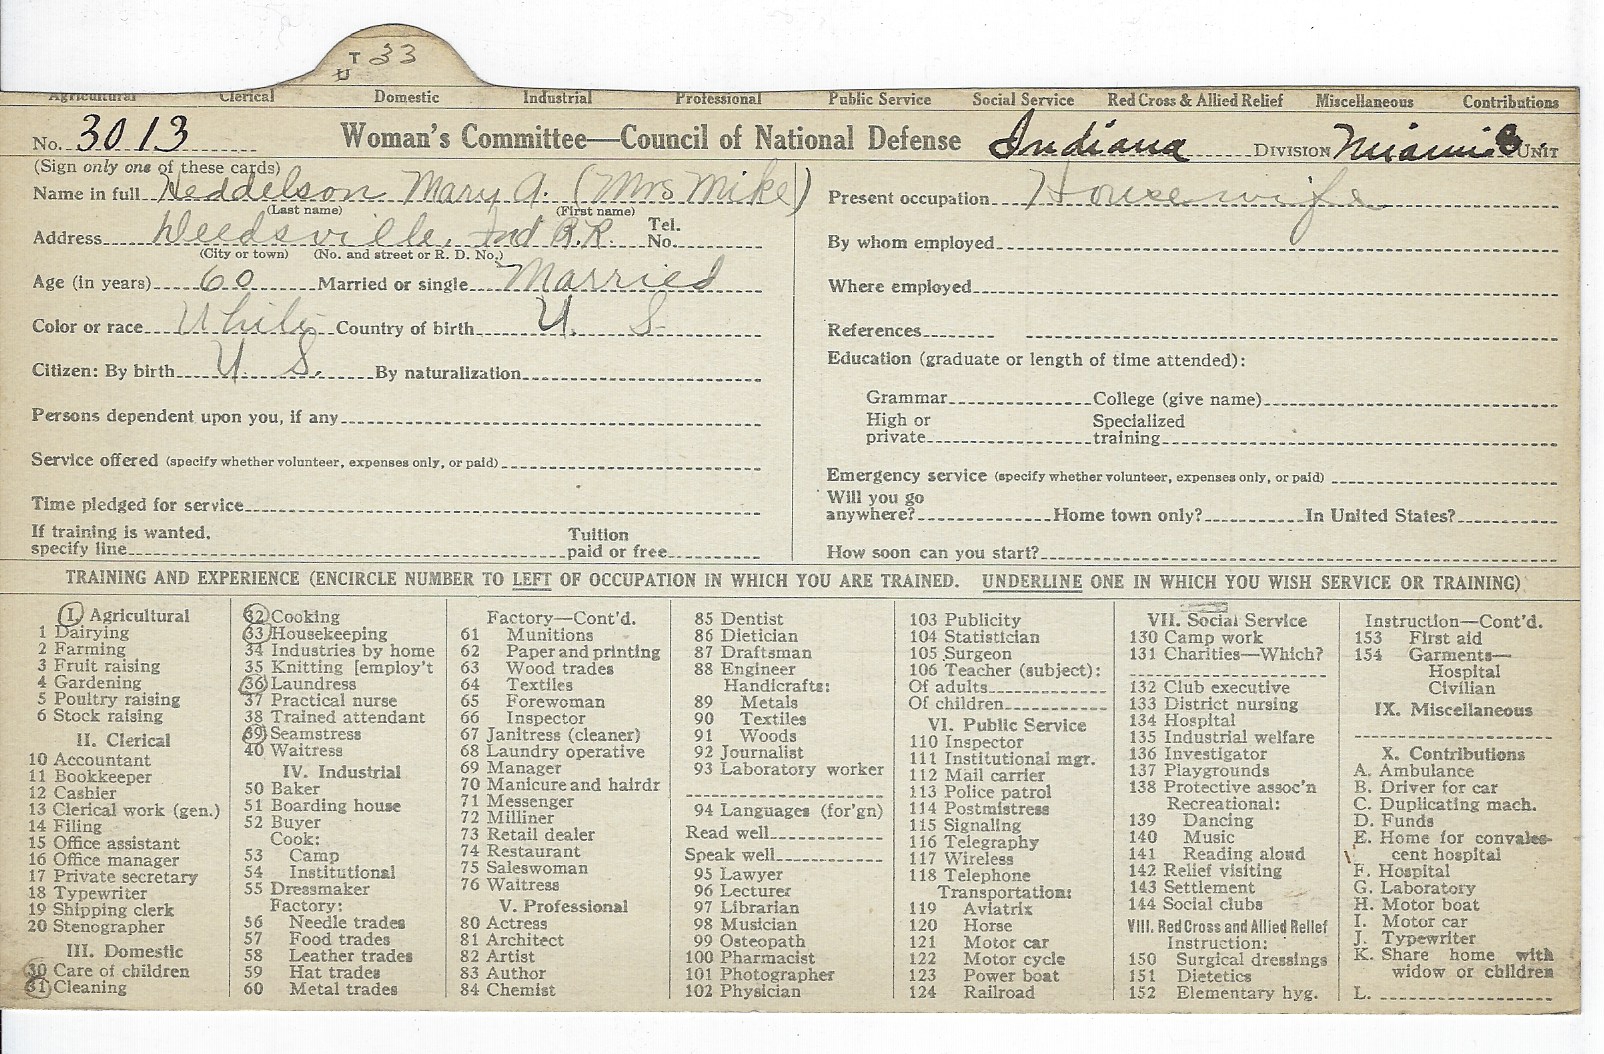 T 33
U
Agricultural Clerical Domestic Industrial Professional Public Service Social Service Red Cross & Allied Relief Miscellaneous Contributions
No. 3013 Woman's Committee—Council of National Defense Indiana DIVISION Miami UNIT
(Sign only one of these cards)
Name in full Heddelson Mary A. (Mrs Mike)
(Last name) (First name)
Address Deedsville, Ind R.R. Tel. No.
(City or town) (No. and street or R. D. No.)
Age (in years) 60 Married or single Married
Color or race White Country of birth U. S.
Citizen: By birth U. S. By naturalization
Persons dependent upon you, if any
Service offered (specify whether volunteer, expenses only, or paid)
Time pledged for service
If training is wanted, specify line Tuition paid or free
Present occupation Housewife
By whom employed
Where employed
References
Education (graduate or length of time attended):
Grammar College (give name)
High or private Specialized training
Emergency service (specify whether volunteer, expenses only, or paid)
Will you go anywhere? Home town only? In United States?
How soon can you start?
TRAINING AND EXPERIENCE (ENCIRCLE NUMBER TO LEFT OF OCCUPATION IN WHICH YOU ARE TRAINED. UNDERLINE ONE IN WHICH YOU WISH SERVICE OR TRAINING)
I. Agricultural
1 Dairying
2 Farming
3 Fruit raising
4 Gardening
5 Poultry raising
6 Stock raising
II. Clerical
10 Accountant
11 Bookkeeper
12 Cashier
13 Clerical work (gen.)
14 Filing
15 Office assistant
16 Office manager
17 Private secretary
18 Typewriter
19 Shipping clerk
20 Stenographer
III. Domestic
30 Care of children
31 Cleaning
32 Cooking
33 Housekeeping
34 Industries by home
35 Knitting [employ't
36 Laundress
37 Practical nurse
38 Trained attendant
39 Seamstress
40 Waitress
IV. Industrial
50 Baker
51 Boarding house
52 Buyer
Cook:
53 Camp
54 Institutional
55 Dressmaker
Factory:
56 Needle trades
57 Food trades
58 Leather trades
59 Hat trades
60 Metal trades
Factory—Cont'd.
61 Munitions
62 Paper and printing
63 Wood trades
64 Textiles
65 Forewoman
66 Inspector
67 Janitress (cleaner)
68 Laundry operative
69 Manager
70 Manicure and hairdr
71 Messenger
72 Milliner
73 Retail dealer
74 Restaurant
75 Saleswoman
76 Waitress
V. Professional
80 Actress
81 Architect
82 Artist
83 Author
84 Chemist
85 Dentist
86 Dietician
87 Draftsman
88 Engineer
Handicrafts:
89 Metals
90 Textiles
91 Woods
92 Journalist
93 Laboratory worker
94 Languages (for'gn)
Read well
Speak well
95 Lawyer
96 Lecturer
97 Librarian
98 Musician
99 Osteopath
100 Pharmacist
101 Photographer
102 Physician
103 Publicity
104 Statistician
105 Surgeon
106 Teacher (subject):
Of adults
Of children
VI. Public Service
110 Inspector
111 Institutional mgr.
112 Mail carrier
113 Police patrol
114 Postmistress
115 Signaling
116 Telegraphy
117 Wireless
118 Telephone
Transportation:
119 Aviatrix
120 Horse
121 Motor car
122 Motor cycle
123 Power boat
124 Railroad
VII. Social Service
130 Camp work
131 Charities—Which?
132 Club executive
133 District nursing
134 Hospital
135 Industrial welfare
136 Investigator
137 Playgrounds
138 Protective assoc'n
Recreational:
139 Dancing
140 Music
141 Reading aloud
142 Relief visiting
143 Settlement
144 Social clubs
VIII. Red Cross and Allied Relief
Instruction:
150 Surgical dressings
151 Dietetics
152 Elementary hyg.
Instruction—Cont'd.
153 First aid
154 Garments—
Hospital
Civilian
IX. Miscellaneous
X. Contributions
A. Ambulance
B. Driver for car
C. Duplicating mach.
D. Funds
E. Home for convales-
cent hospital
F. Hospital
G. Laboratory
H. Motor boat
I. Motor car
J. Typewriter
K. Share home with
widow or children
L.